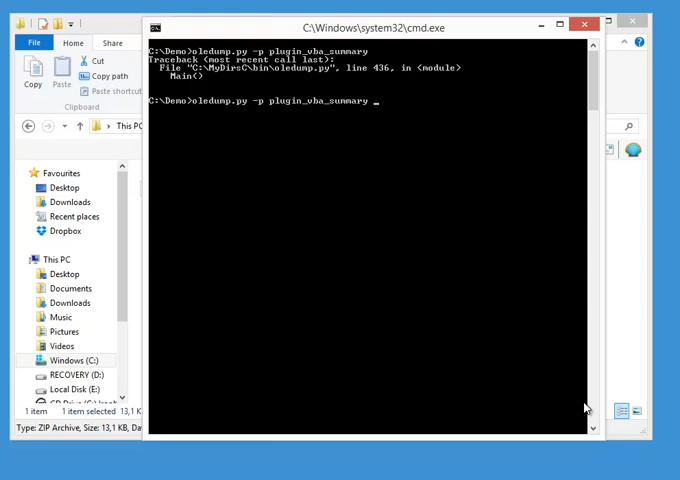 C:\Windows\system32\cmd.exe
C:\Demo>oledump.py -p plugin_vba_summary
Traceback (most recent call last):
File "C:\MyDirsC\bin\oledump.py", line 436, in <module>
Main()
C:\Demo>oledump.py -p plugin_vba_summary _
File
Home
Share
Cut
Copy path
Paste shortcut
Copy
Paste
This PC
Favourites
Desktop
Downloads
Recent places
Dropbox
This PC
Desktop
Documents
Downloads
Music
Pictures
Videos
Windows (C:)
RECOVERY (D:)
Local Disk (E:)
1 item
1 item selected 13,1 K
Type: ZIP Archive, Size: 13,1 KB, Da